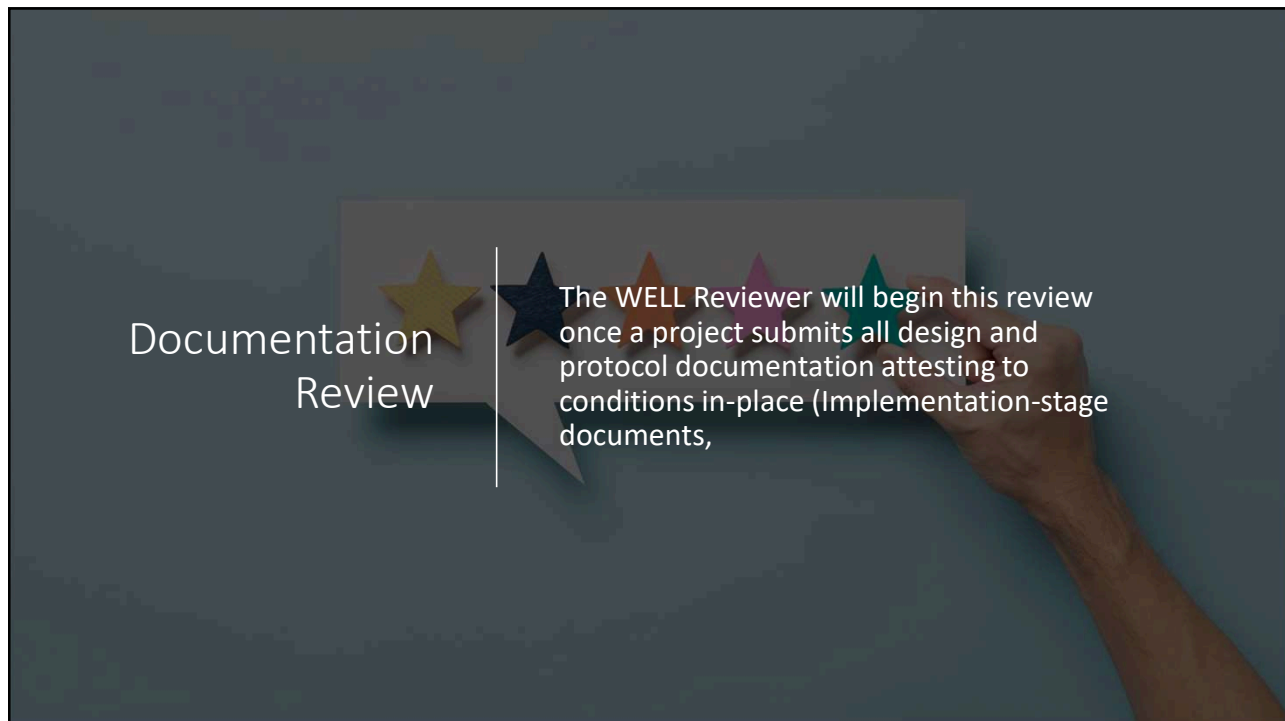 Documentation
Review
The WELL Reviewer will begin this review
once a project submits all design and
protocol documentation attesting to
conditions in-place (Implementation-stage
documents,